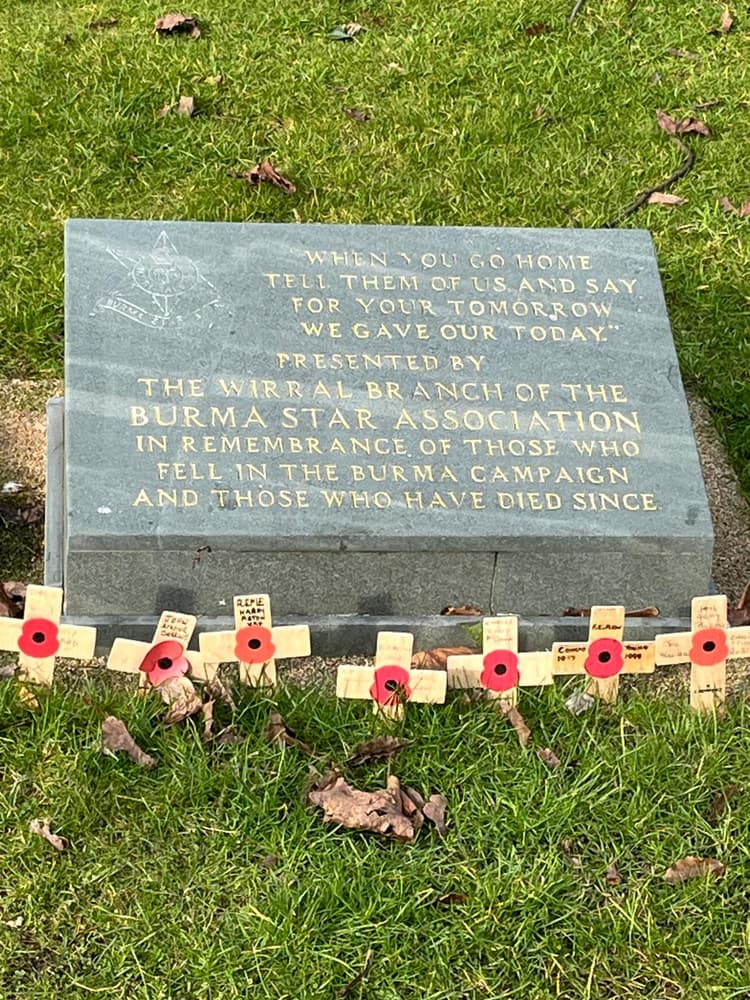 WHEN YOU GO HOME
TELL THEM OF US AND SAY
FOR YOUR TOMORROW
WE GAVE OUR TODAY."
PRESENTED BY
THE WIRRAL BRANCH OF THE
BURMA STAR ASSOCIATION
IN REMEMBRANCE OF THOSE WHO
FELL IN THE BURMA CAMPAIGN
AND THOSE WHO HAVE DIED SINCE
BURMA